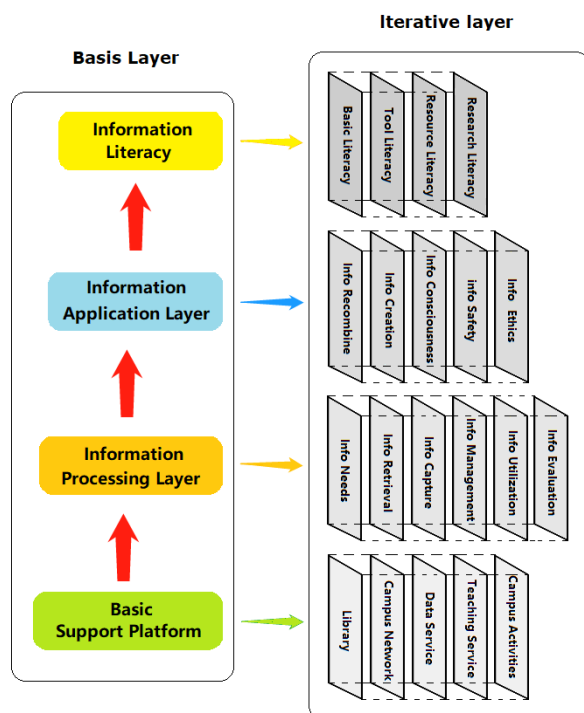 Iterative layer
Basis Layer
Information
Literacy
Basic Literacy
Tool Literacy
Resource Literacy
Research Literacy
Information
Application Layer
Info Recombine
Info Creation
Info Consciousness
info Safety
Info Ethics
Information
Processing Layer
Info Needs
Info Retrieval
Info Capture
Info Management
Info Utilization
Info Evaluation
Basic
Support Platform
Library
Campus Network
Data Service
Teaching Service
Campus Activities